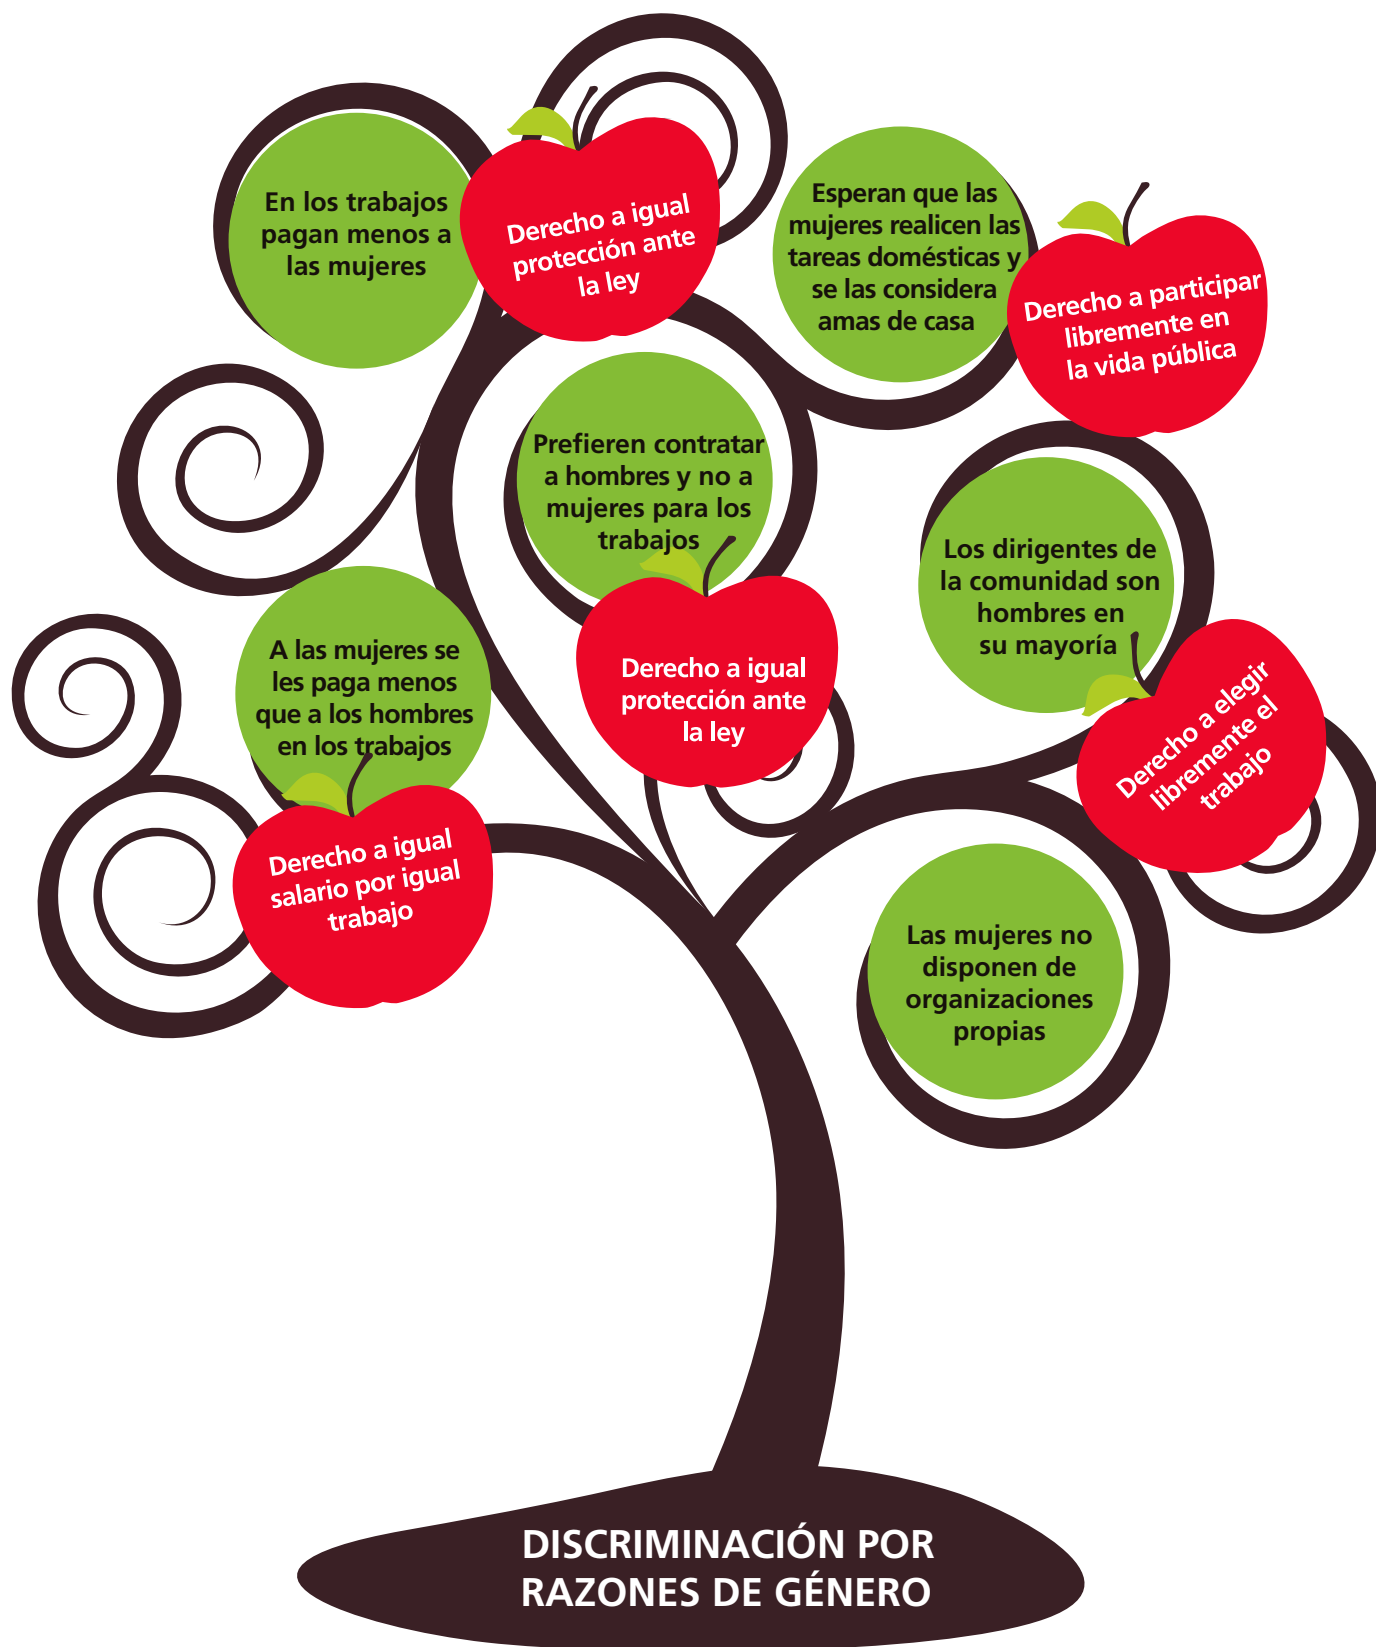 En los trabajos
pagan menos a
las mujeres
Derecho a igual
protección ante
la ley
Esperan que las
mujeres realicen las
tareas domésticas y
se las considera
amas de casa
Derecho a participar
libremente en
la vida pública
Prefieren contratar
a hombres y no a
mujeres para los
trabajos
Derecho a igual
protección ante
la ley
Los dirigentes de
la comunidad son
hombres en
su mayoría
Derecho a elegir
libremente el
trabajo
A las mujeres se
les paga menos
que a los hombres
en los trabajos
Derecho a igual
salario por igual
trabajo
Las mujeres no
disponen de
organizaciones
propias
DISCRIMINACIÓN POR
RAZONES DE GÉNERO